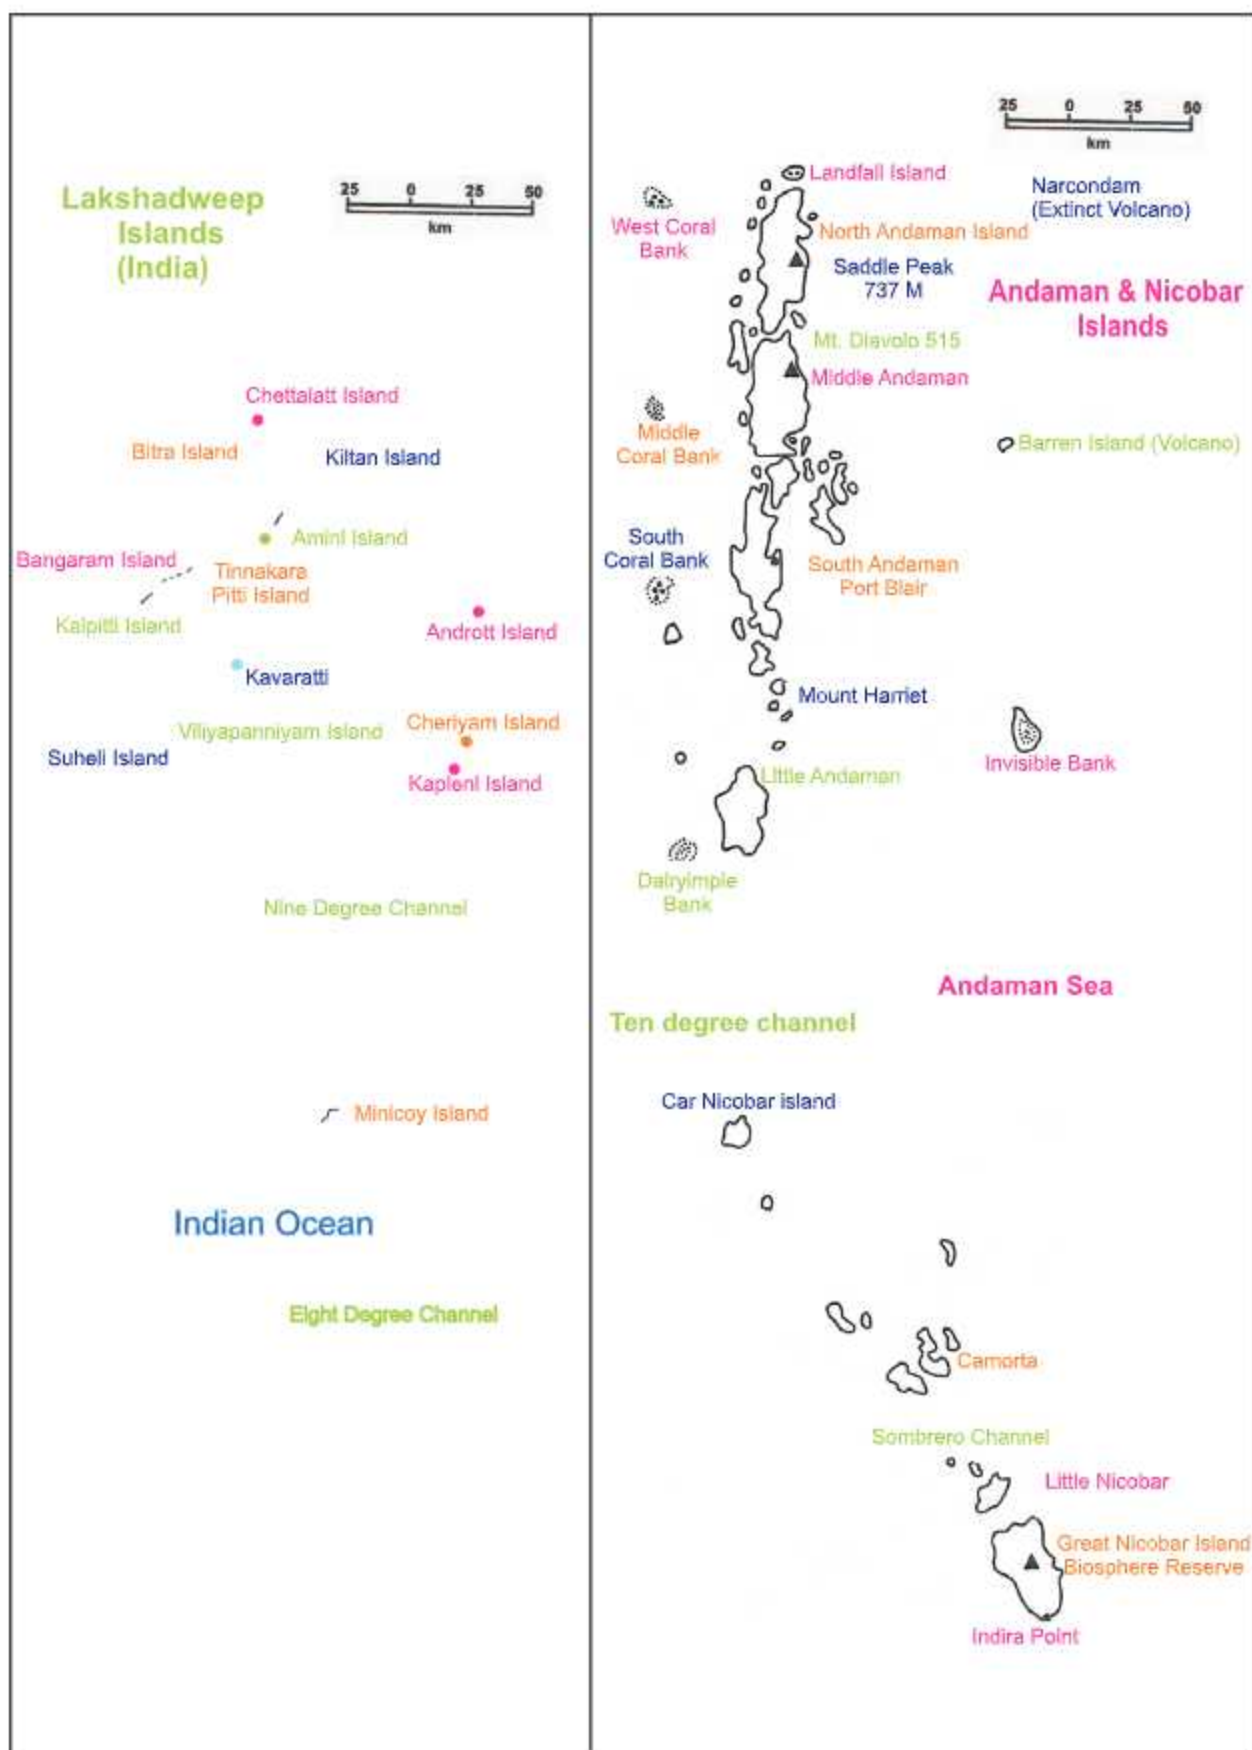 Lakshadweep
Islands
(India)
25 0 25 50
km
Chettalatt Island
Bitra Island
Kiltan Island
Amini Island
Bangaram Island
Tinnakara
Pitti Island
Kalpitti Island
Andrott Island
Kavaratti
Viliyapanniyam Island
Cheriyam Island
Suheli Island
Kapleni Island
Nine Degree Channel
Minicoy Island
Indian Ocean
Eight Degree Channel
25 0 25 50
km
Landfall Island
Narcondam
(Extinct Volcano)
West Coral
Bank
North Andaman Island
Saddle Peak
737 M
Andaman & Nicobar
Islands
Mt. Diavolo 515
Middle Andaman
Middle
Coral Bank
Barren Island (Volcano)
South
Coral Bank
South Andaman
Port Blair
Mount Harriet
Invisible Bank
Little Andaman
Dalryimple
Bank
Andaman Sea
Ten degree channel
Car Nicobar island
Camorta
Sombrero Channel
Little Nicobar
Great Nicobar Island
Biosphere Reserve
Indira Point